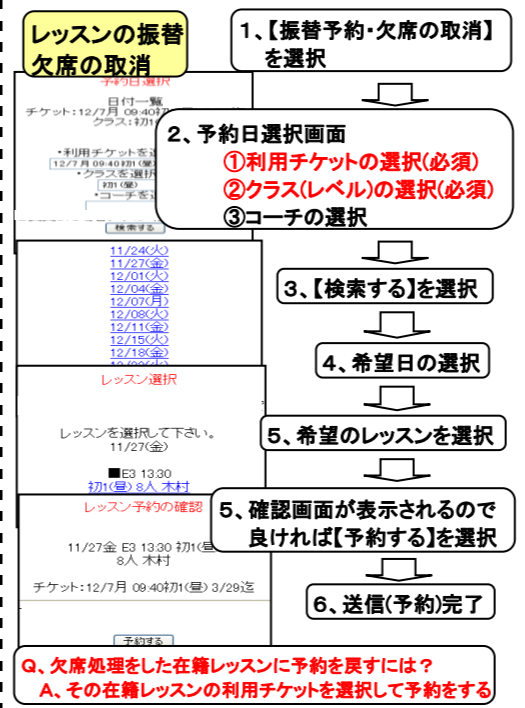 レッスンの振替
欠席の取消
1、【振替予約・欠席の取消】
を選択
予約日選択
日付一覧
チケット:12/7月 09:40初
クラス:初1
・利用チケットを
12/7月 09:40初1(昼)
・クラスを選択
初1(昼)
・コーチを
検索する
2、予約日選択画面
①利用チケットの選択(必須)
②クラス(レベル)の選択(必須)
③コーチの選択
11/24(火)
11/27(金)
12/01(火)
12/04(金)
12/07(月)
12/08(火)
12/11(金)
12/15(火)
12/18(金)
3、【検索する】を選択
4、希望日の選択
レッスン選択
レッスンを選択して下さい。
11/27(金)
■E3 13:30
初1(昼) 8人 木村
5、希望のレッスンを選択
レッスン予約の確認
11/27金 E3 13:30 初1(昼
8人 木村
チケット:12/7月 09:40初1(昼) 3/29迄
予約する
5、確認画面が表示されるので
良ければ【予約する】を選択
6、送信(予約)完了
Q、欠席処理をした在籍レッスンに予約を戻すには?
A、その在籍レッスンの利用チケットを選択して予約をする